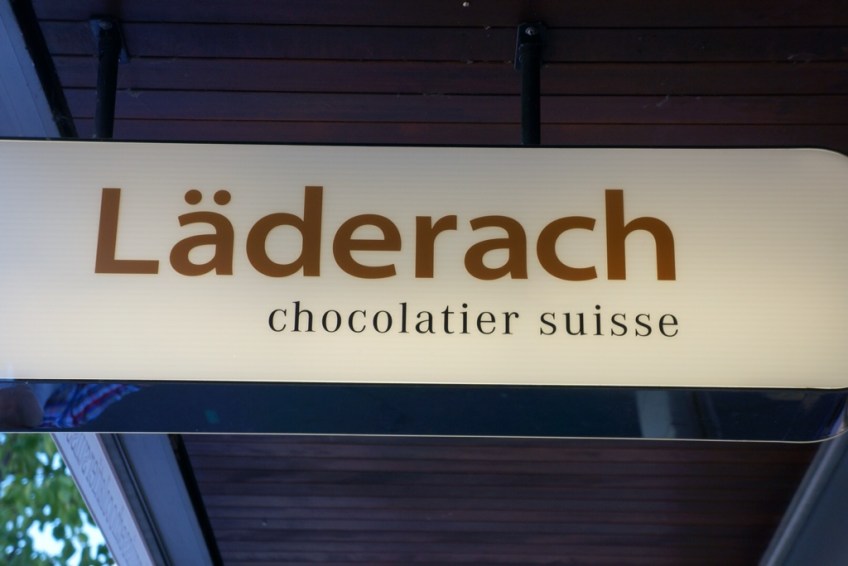 Läderach
chocolatier suisse